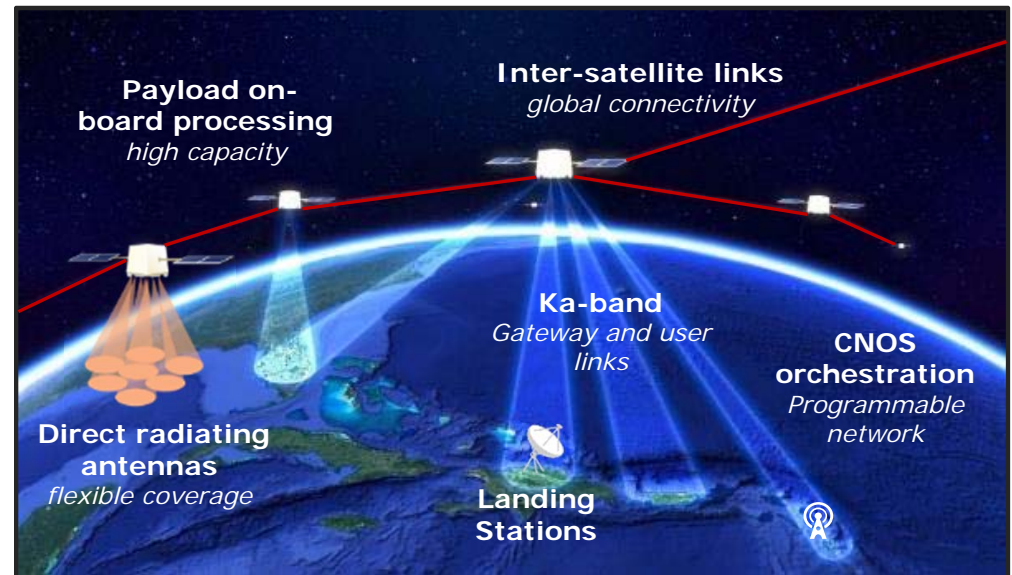 Payload on-
board processing
high capacity
Inter-satellite links
global connectivity
Ka-band
Gateway and user
links
CNOS
orchestration
Programmable
network
Direct radiating
antennas
flexible coverage
Landing
Stations